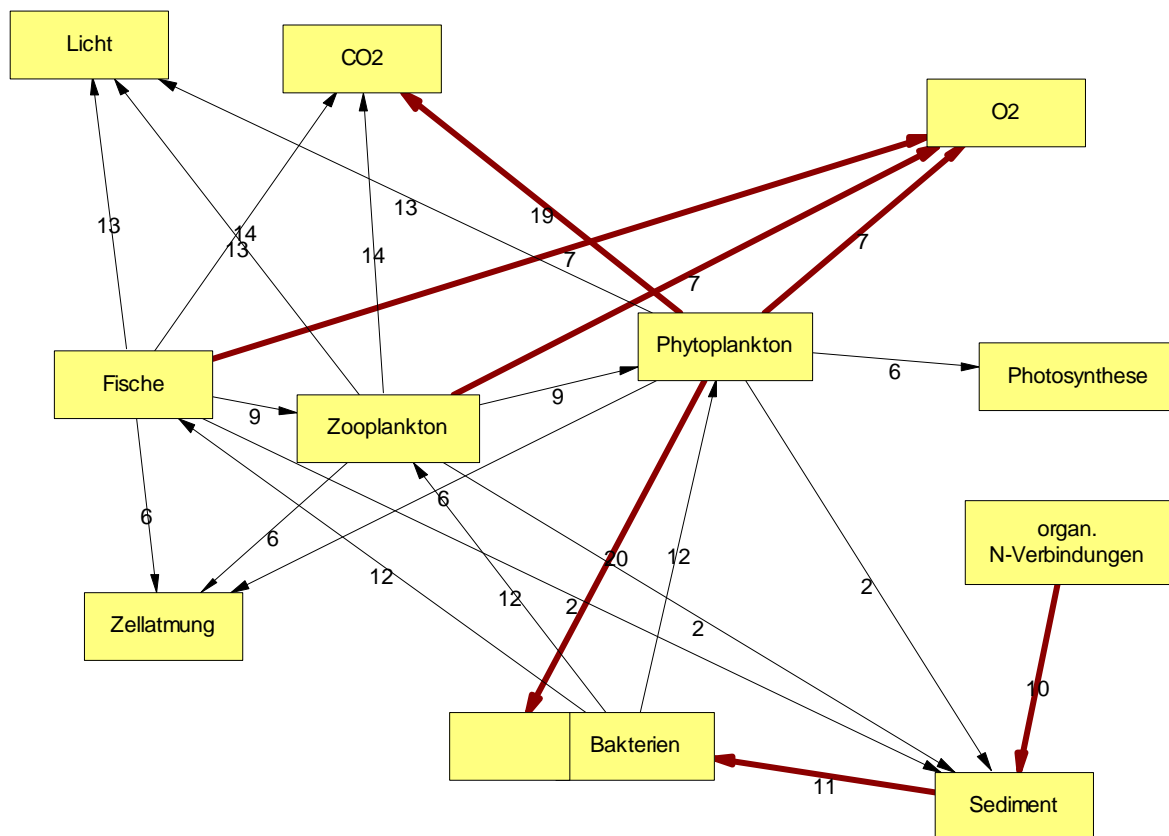 Licht
CO2
O2
13
13
14
13
14
19
7
7
7
Phytoplankton
Fische
Photosynthese
9
9
6
Zooplankton
6
6
6
organ.
N-Verbindungen
12
12
12
20
2
2
2
Zellatmung
10
Bakterien
11
Sediment